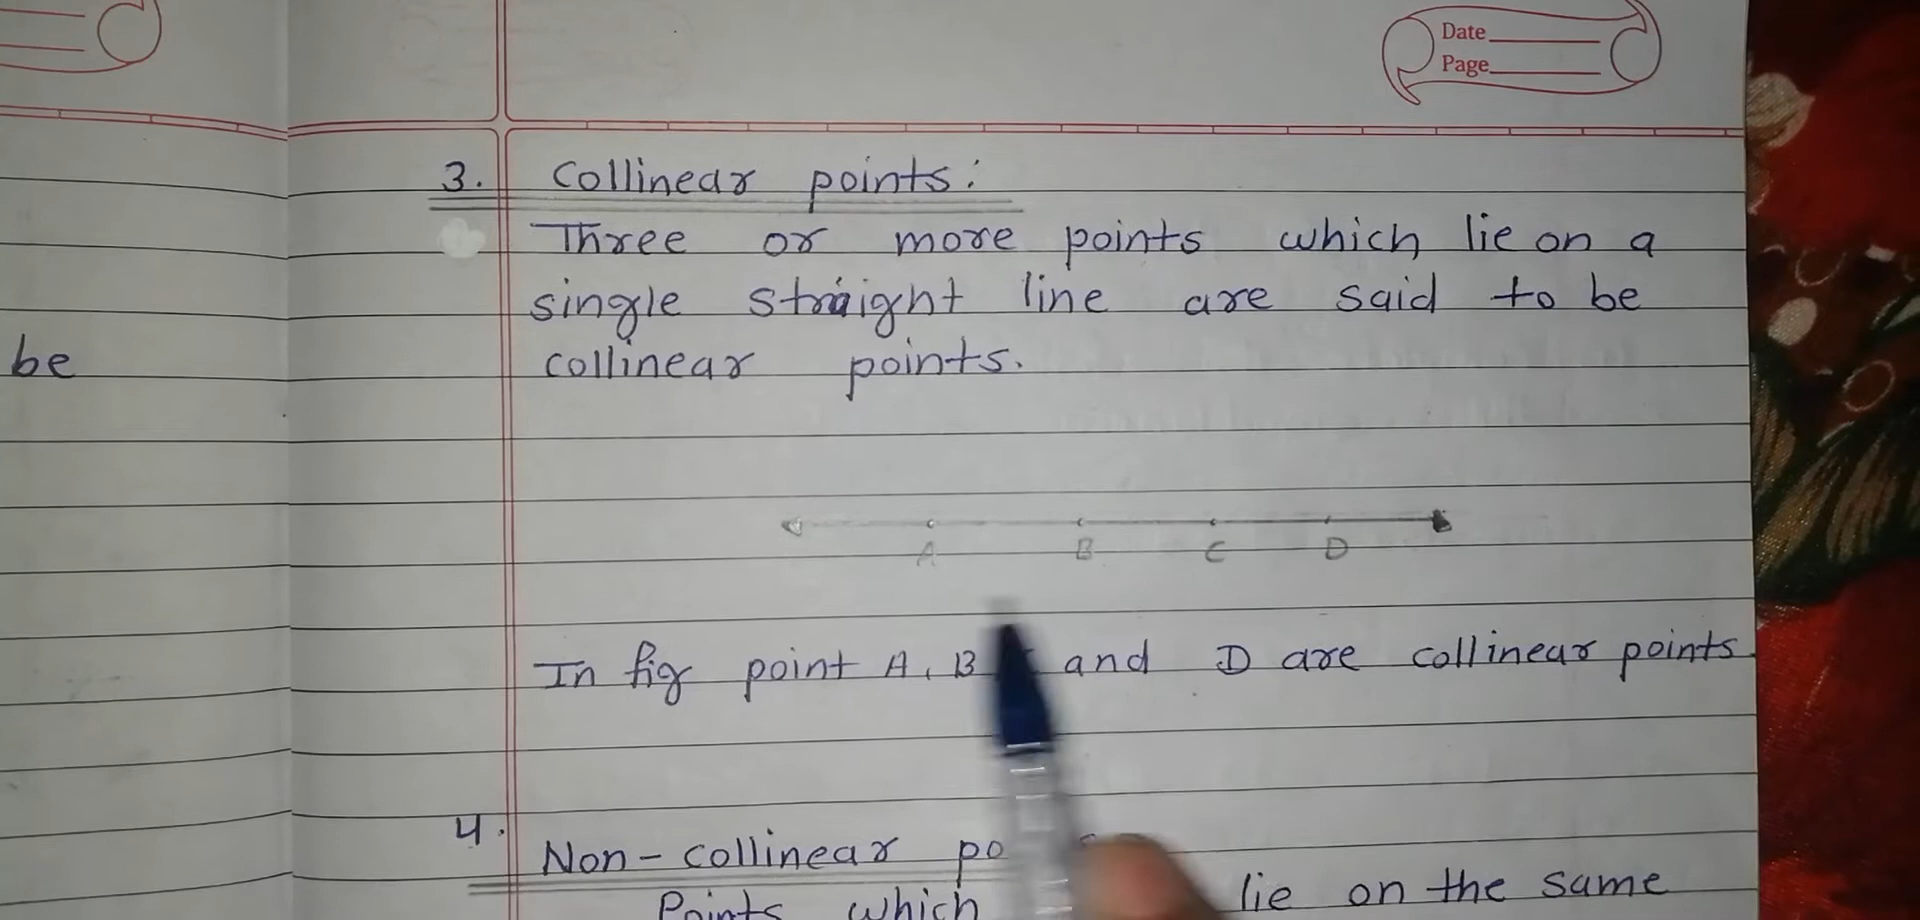 Date
Page
3. Collinear points:
Three or more points which lie on a
single straight line are said to be
be
collinear points.
A B C D
In fig point A, B and D are collinear points.
4.
Non-collinear
Points which lie on the same